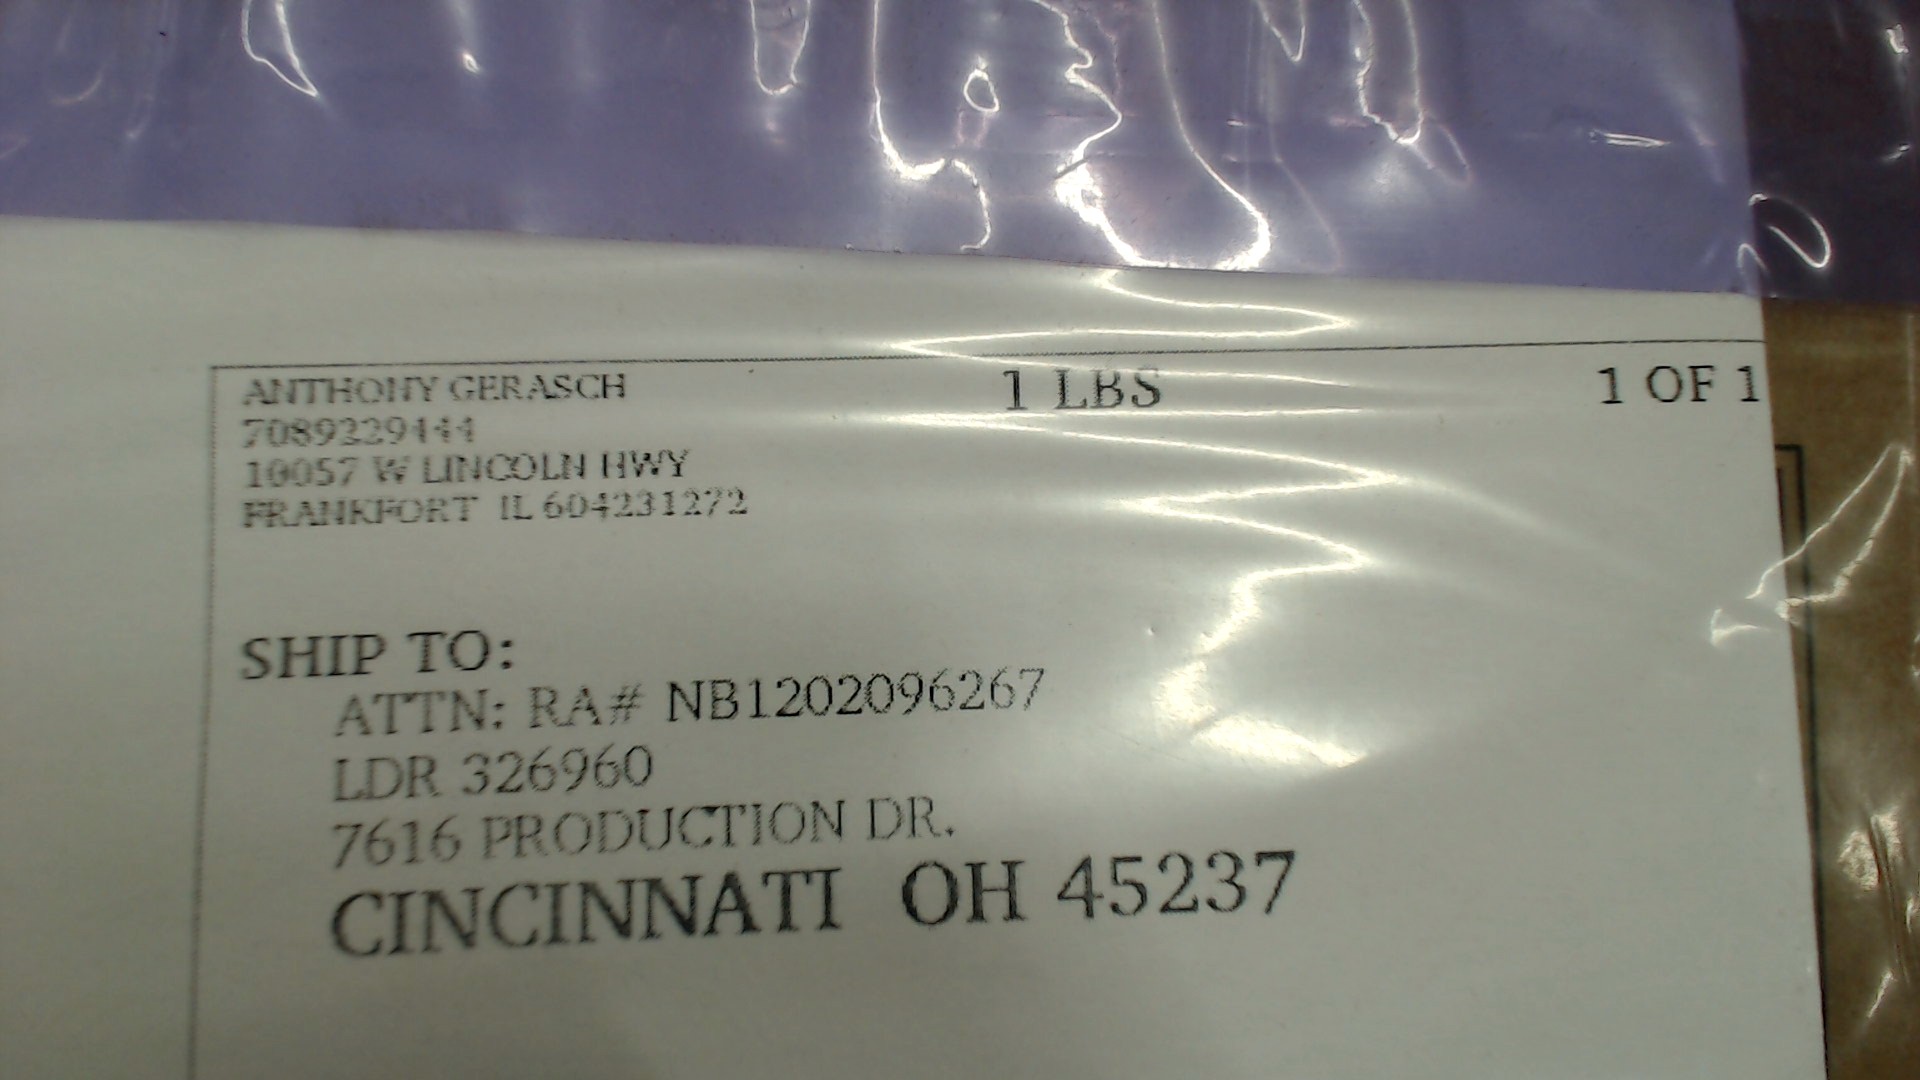 ANTHONY GERASCH 1 LBS 1 OF 1
7089229444
10057 W LINCOLN HWY
FRANKFORT IL 604231272
SHIP TO:
ATTN: RA# NB1202096267
LDR 326960
7616 PRODUCTION DR.
CINCINNATI OH 45237